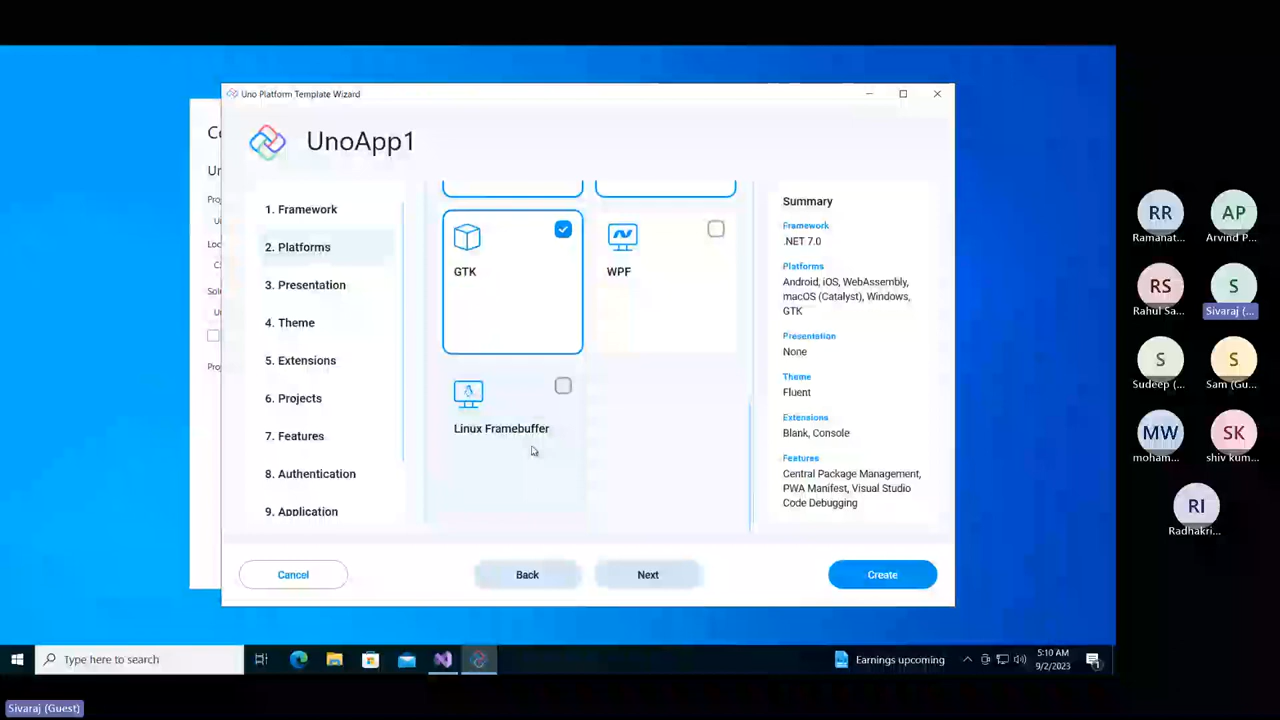 Uno Platform Template Wizard
UnoApp1
1. Framework
2. Platforms
3. Presentation
4. Theme
5. Extensions
6. Projects
7. Features
8. Authentication
9. Application
GTK
WPF
Linux Framebuffer
Summary
Framework
.NET 7.0
Platforms
Android, iOS, WebAssembly,
macOS (Catalyst), Windows,
GTK
Presentation
None
Theme
Fluent
Extensions
Blank, Console
Features
Central Package Management,
PWA Manifest, Visual Studio
Code Debugging
Cancel
Back
Next
Create
RR
Ramanat...
AP
Arvind P...
RS
Rahul Sa...
S
Sivaraj (...
S
Sudeep (...
S
Sam (Gu...
MW
moham...
SK
shiv kum...
RI
Radhakri...
Type here to search
Earnings upcoming
5:10 AM
9/2/2023
1
Sivaraj (Guest)